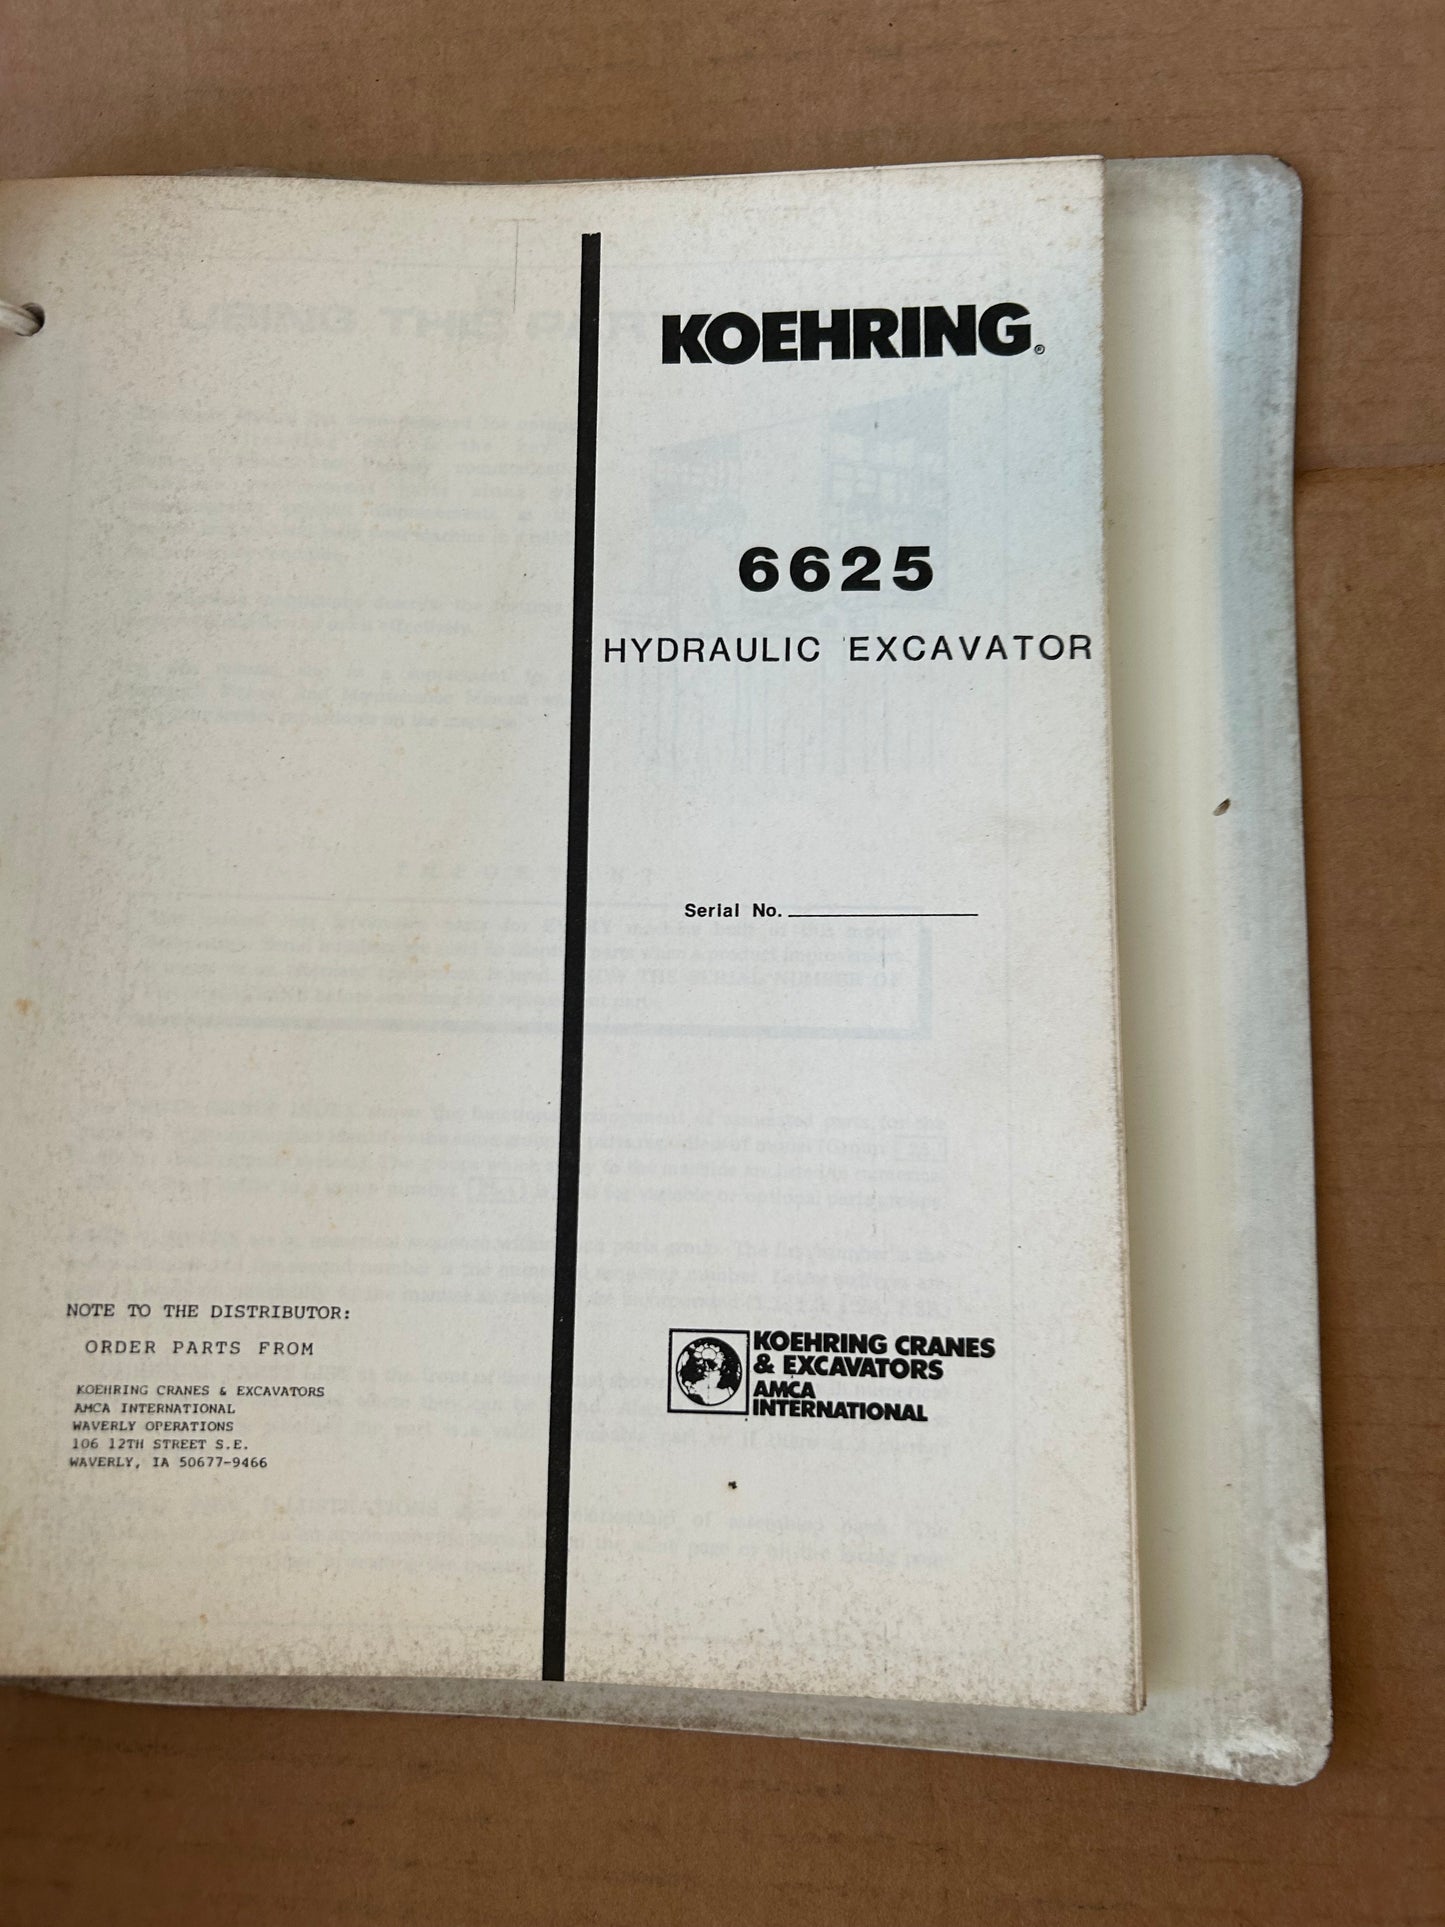 KOEHRING®
6625
HYDRAULIC EXCAVATOR
Serial No.
NOTE TO THE DISTRIBUTOR:
ORDER PARTS FROM
KOEHRING CRANES & EXCAVATORS
AMCA INTERNATIONAL
WAVERLY OPERATIONS
106 12TH STREET S.E.
WAVERLY, IA 50677-9466
KOEHRING CRANES
& EXCAVATORS
AMCA
INTERNATIONAL